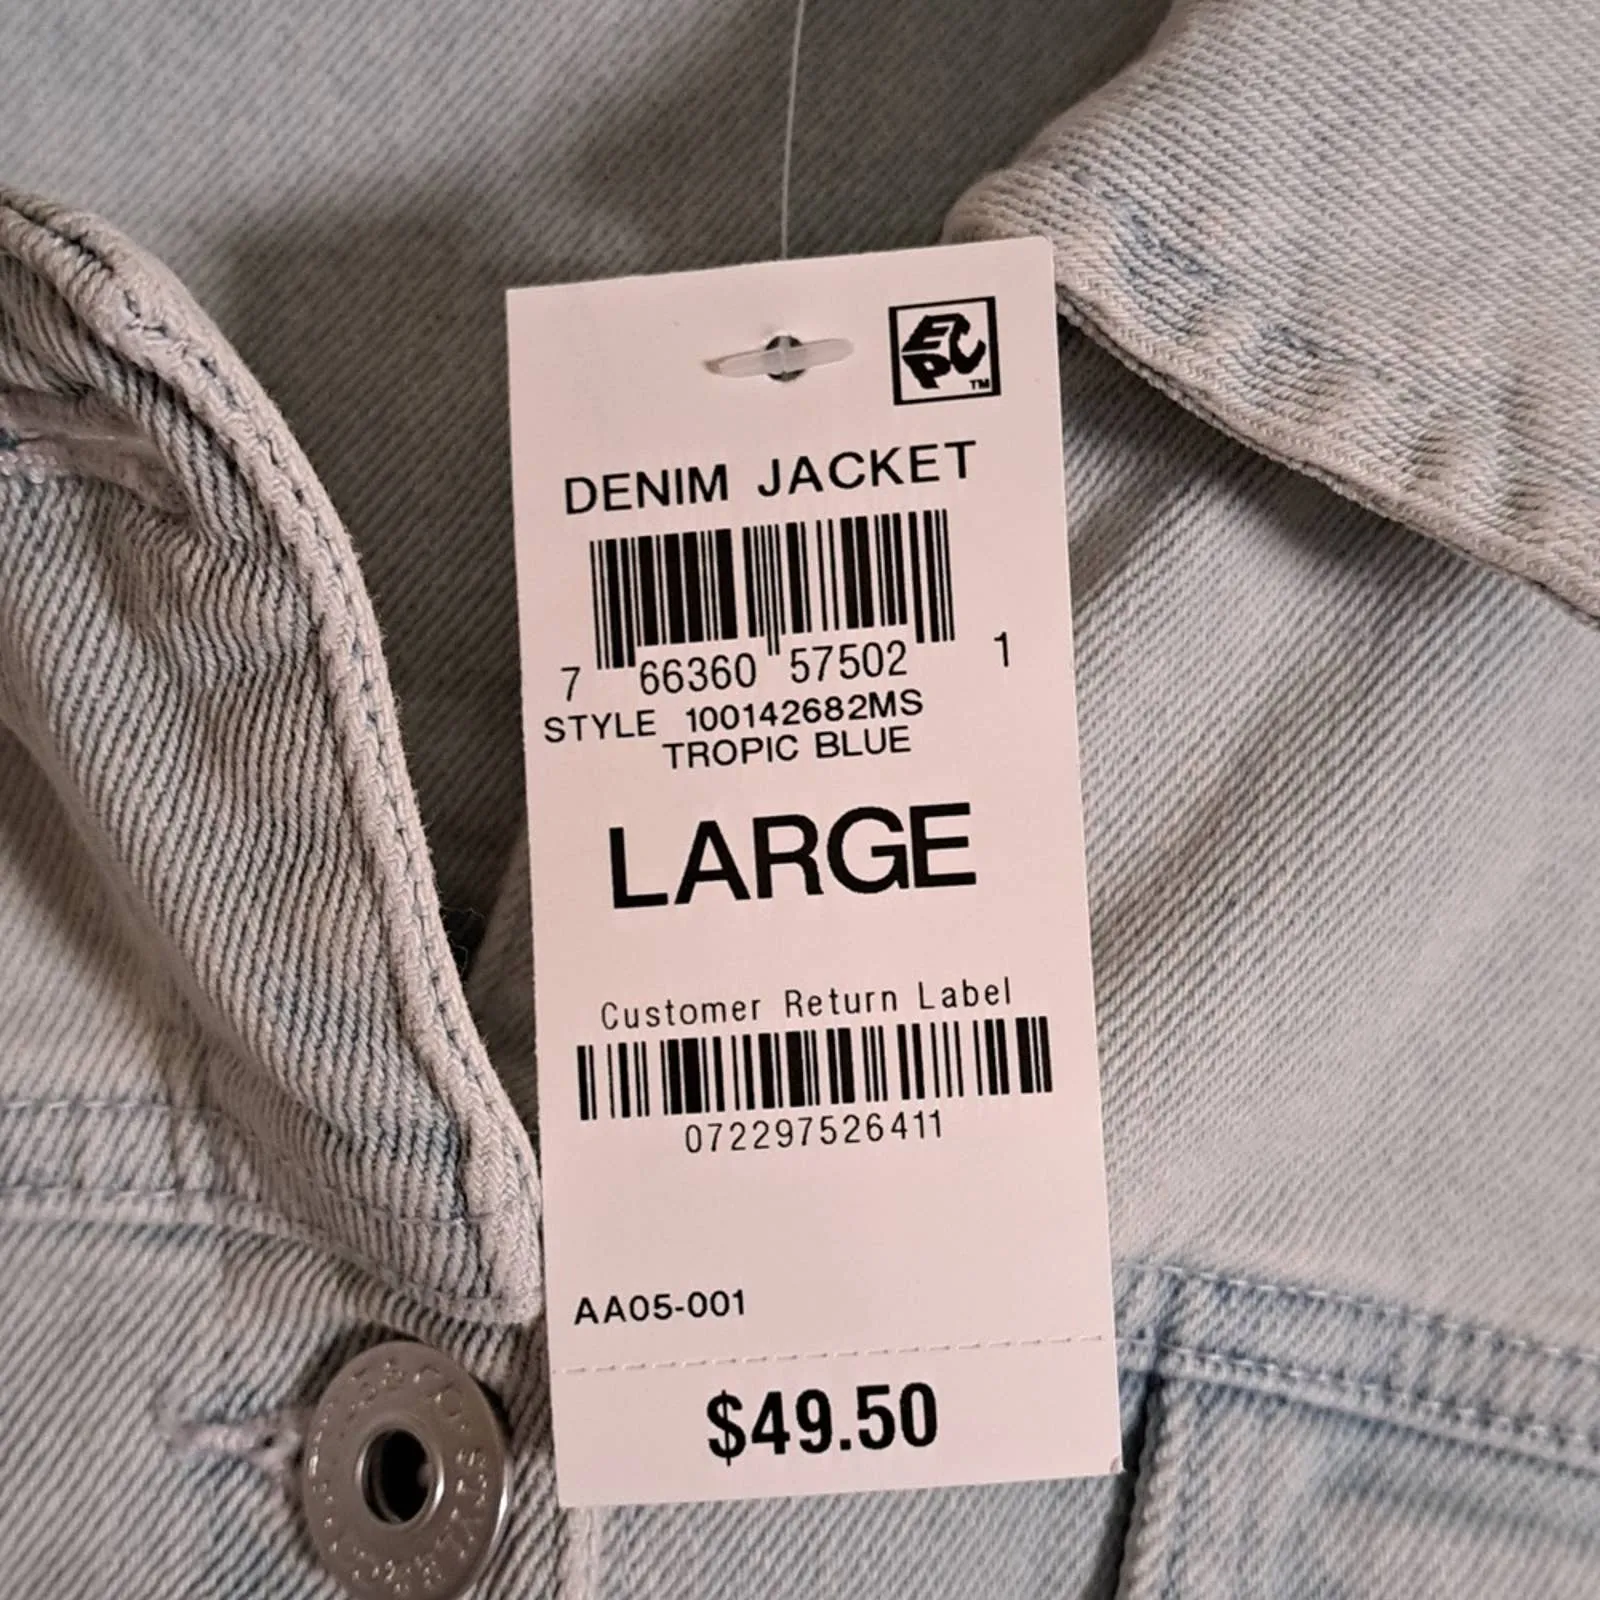 EPC
TM
DENIM JACKET
7 66360 57502 1
STYLE 100142682MS
TROPIC BLUE
LARGE
Customer Return Label
072297526411
AA05-001
$49.50